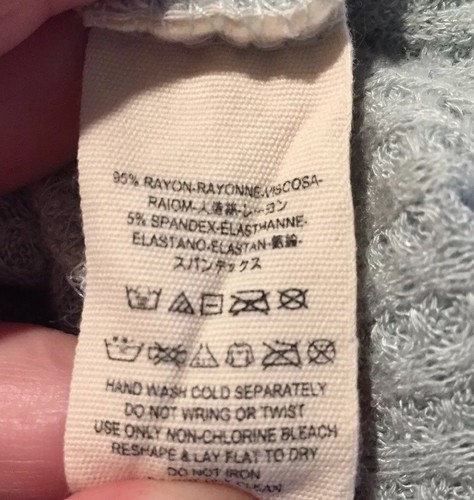 95% RAYON-RAYONNE-VISCOSA-
RAIOM-人造絲-レーヨン
5% SPANDEX-ELASTHANNE-
ELASTANO-ELASTAN-氨綸-
スパンデックス
HAND WASH COLD SEPARATELY
DO NOT WRING OR TWIST
USE ONLY NON-CHLORINE BLEACH
RESHAPE & LAY FLAT TO DRY
DO NOT IRON